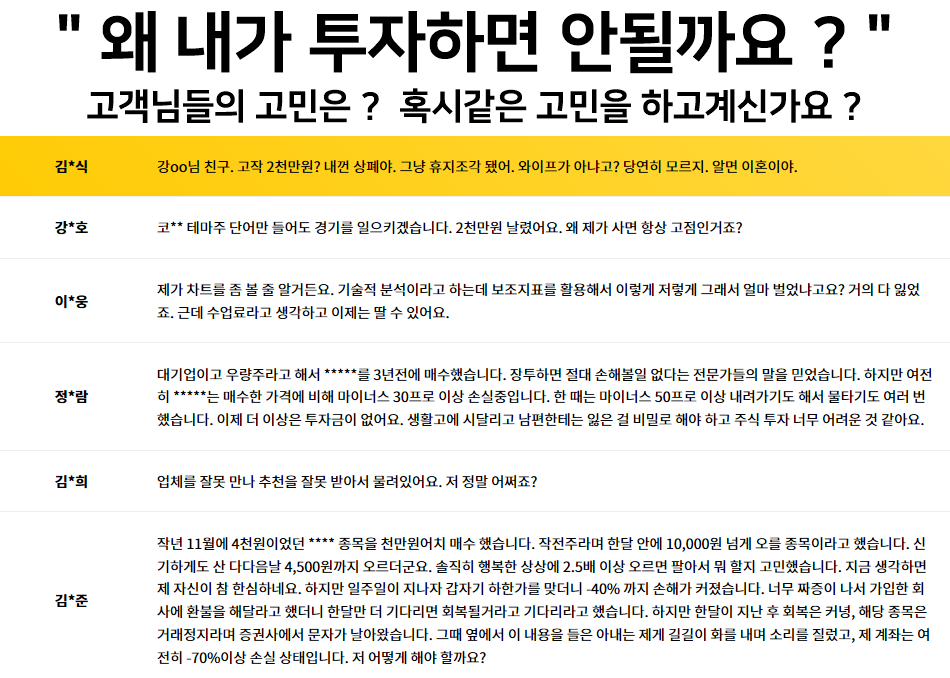 " 왜 내가 투자하면 안될까요 ? "
고객님들의 고민은 ? 혹시같은 고민을 하고계신가요 ?
김*식
강oo님 친구. 고작 2천만원? 내껀 상폐야. 그냥 휴지조각 됐어. 와이프가 아냐고? 당연히 모르지. 알면 이혼이야.
강*호
코** 테마주 단어만 들어도 경기를 일으키겠습니다. 2천만원 날렸어요. 왜 제가 사면 항상 고점인거죠?
이*웅
제가 차트를 좀 볼 줄 알거든요. 기술적 분석이라고 하는데 보조지표를 활용해서 이렇게 저렇게 그래서 얼마 벌었냐고요? 거의 다 잃었
죠. 근데 수업료라고 생각하고 이제는 딸 수 있어요.
정*람
대기업이고 우량주라고 해서 *****를 3년전에 매수했습니다. 장투하면 절대 손해볼일 없다는 전문가들의 말을 믿었습니다. 하지만 여전
히 *****는 매수한 가격에 비해 마이너스 30프로 이상 손실중입니다. 한 때는 마이너스 50프로 이상 내려가기도 해서 물타기도 여러 번
했습니다. 이제 더 이상은 투자금이 없어요. 생활고에 시달리고 남편한테는 잃은 걸 비밀로 해야 하고 주식 투자 너무 어려운 것 같아요.
김*희
업체를 잘못 만나 추천을 잘못 받아서 물려있어요. 저 정말 어쩌죠?
김*준
작년 11월에 4천원이었던 **** 종목을 천만원어치 매수 했습니다. 작전주라며 한달 안에 10,000원 넘게 오를 종목이라고 했습니다. 신
기하게도 산 다다음날 4,500원까지 오르더군요. 솔직히 행복한 상상에 2.5배 이상 오르면 팔아서 뭐 할지 고민했습니다. 지금 생각하면
제 자신이 참 한심하네요. 하지만 일주일이 지나자 갑자기 하한가를 맞더니 -40% 까지 손해가 커졌습니다. 너무 짜증이 나서 가입한 회
사에 환불을 해달라고 했더니 한달만 더 기다리면 회복될거라고 기다리라고 했습니다. 하지만 한달이 지난 후 회복은 커녕, 해당 종목은
거래정지라며 증권사에서 문자가 날아왔습니다. 그때 옆에서 이 내용을 들은 아내는 제게 길길이 화를 내며 소리를 질렀고, 제 계좌는 여
전히 -70%이상 손실 상태입니다. 저 어떻게 해야 할까요?